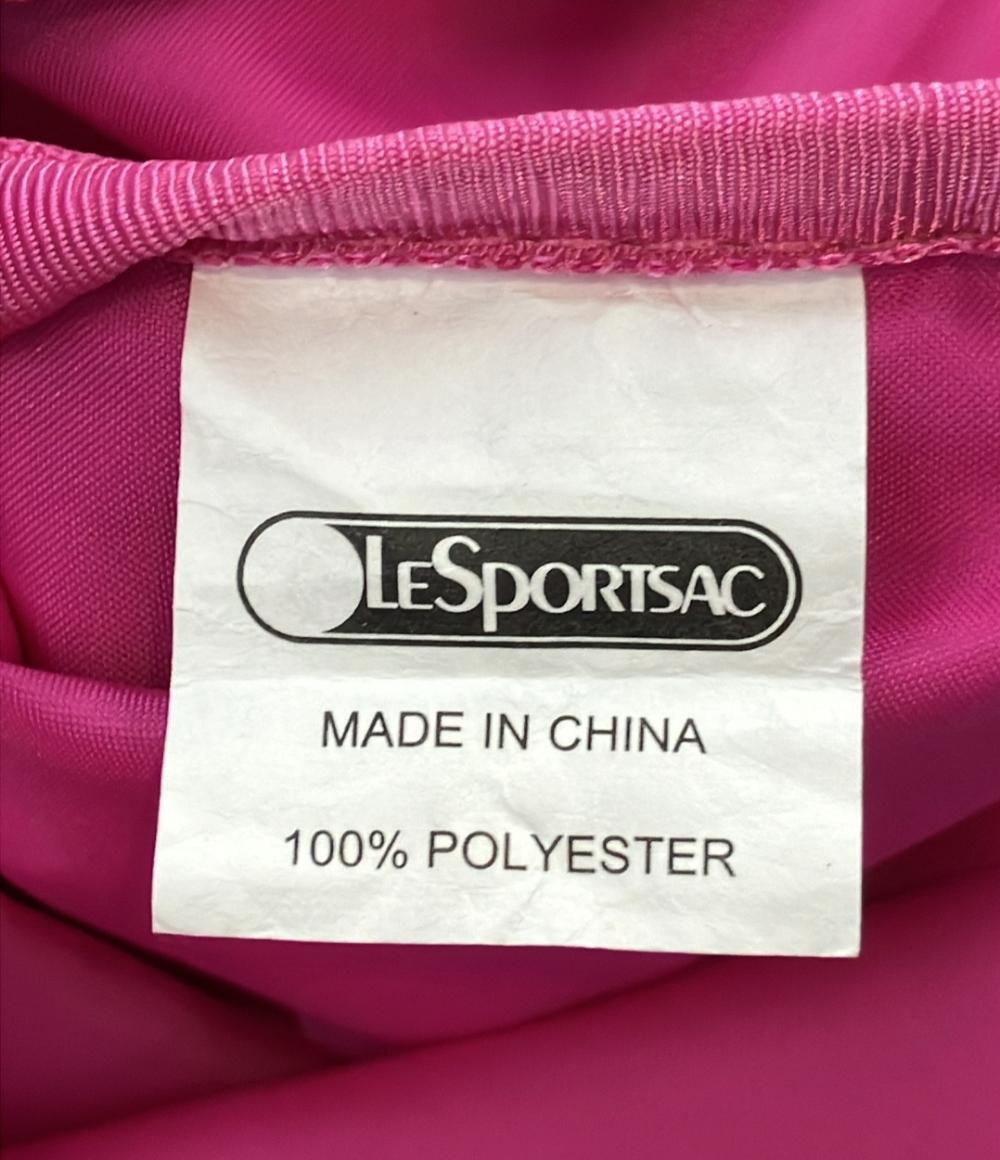 LESPORTSAC
MADE IN CHINA
100% POLYESTER